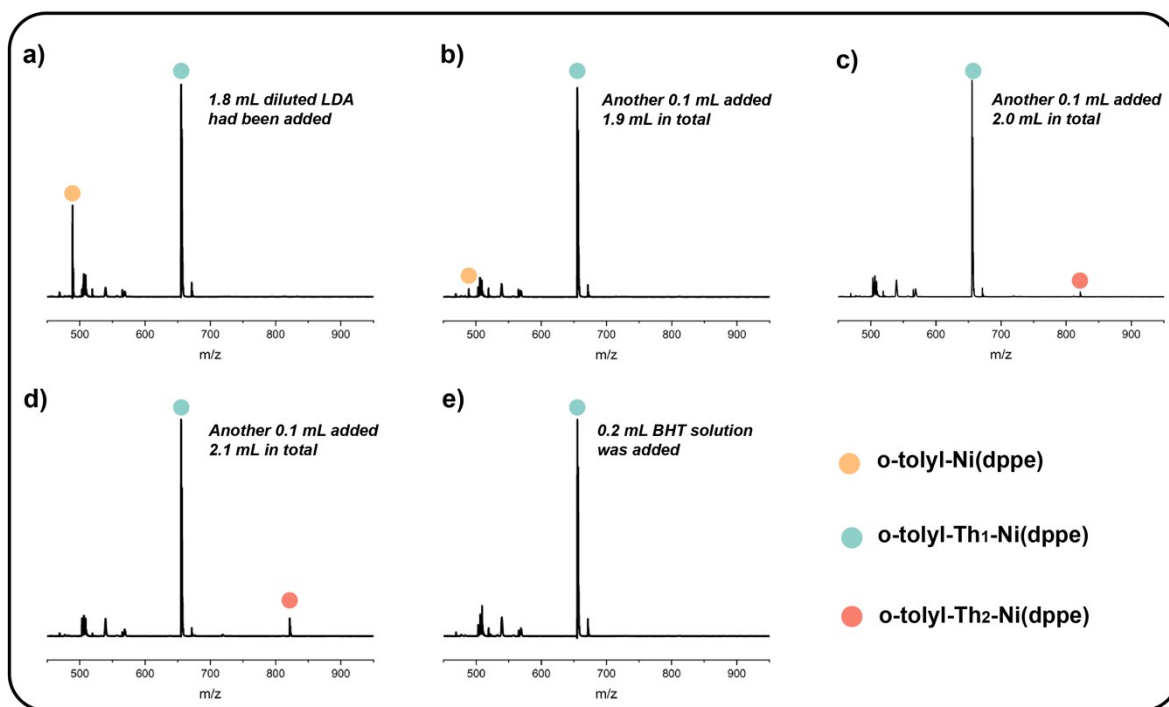 a)
1.8 mL diluted LDA
had been added
500 600 700 800 900
m/z
b)
Another 0.1 mL added
1.9 mL in total
500 600 700 800 900
m/z
c)
Another 0.1 mL added
2.0 mL in total
500 600 700 800 900
m/z
d)
Another 0.1 mL added
2.1 mL in total
500 600 700 800 900
m/z
e)
0.2 mL BHT solution
was added
500 600 700 800 900
m/z
o-tolyl-Ni(dppe)
o-tolyl-Th₁-Ni(dppe)
o-tolyl-Th₂-Ni(dppe)